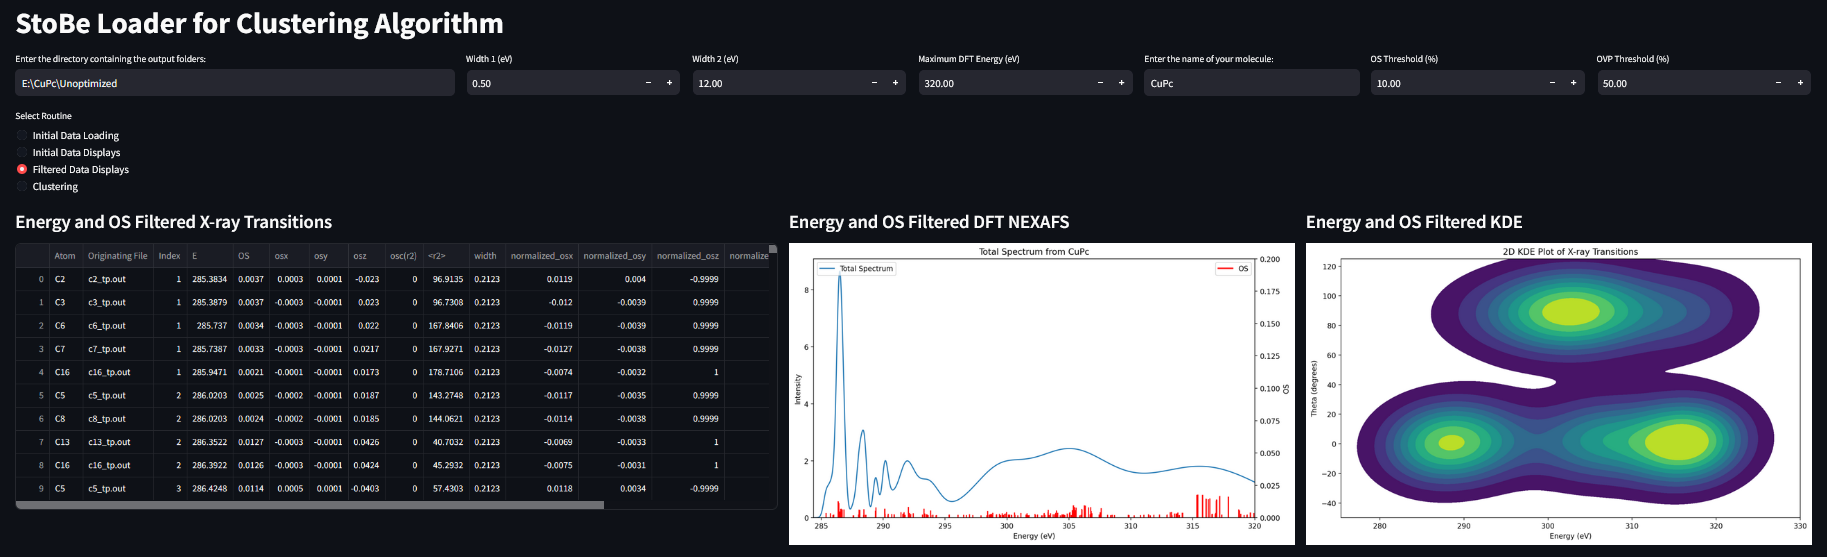 StoBe Loader for Clustering Algorithm
Enter the directory containing the output folders: Width 1 (eV) Width 2 (eV) Maximum DFT Energy (eV) Enter the name of your molecule: OS Threshold (%) OVP Threshold (%)
E:\CuPc\Unoptimized 0.50 − + 12.00 − + 320.00 − + CuPc 10.00 − + 50.00 − +
Select Routine
Initial Data Loading
Initial Data Displays
Filtered Data Displays
Clustering
Energy and OS Filtered X-ray Transitions
Atom Originating File Index E OS osx osy osz osc(r2) <r2> width normalized_osx normalized_osy normalized_osz normalize
0 C2 c2_tp.out 1 285.3834 0.0037 0.0003 0.0001 -0.023 0 96.9135 0.2123 0.0119 0.004 -0.9999
1 C3 c3_tp.out 1 285.3879 0.0037 -0.0003 -0.0001 0.023 0 96.7308 0.2123 -0.012 -0.0039 0.9999
2 C6 c6_tp.out 1 285.737 0.0034 -0.0003 -0.0001 0.022 0 167.8406 0.2123 -0.0119 -0.0039 0.9999
3 C7 c7_tp.out 1 285.7387 0.0033 -0.0003 -0.0001 0.0217 0 167.9271 0.2123 -0.0127 -0.0038 0.9999
4 C16 c16_tp.out 1 285.9471 0.0021 -0.0001 -0.0001 0.0173 0 178.7106 0.2123 -0.0074 -0.0032 1
5 C5 c5_tp.out 2 286.0203 0.0025 -0.0002 -0.0001 0.0187 0 143.2748 0.2123 -0.0117 -0.0035 0.9999
6 C8 c8_tp.out 2 286.0203 0.0024 -0.0002 -0.0001 0.0185 0 144.0621 0.2123 -0.0114 -0.0038 0.9999
7 C13 c13_tp.out 2 286.3522 0.0127 -0.0003 -0.0001 0.0426 0 40.7032 0.2123 -0.0069 -0.0033 1
8 C16 c16_tp.out 2 286.3922 0.0126 -0.0003 -0.0001 0.0424 0 45.2932 0.2123 -0.0075 -0.0031 1
9 C5 c5_tp.out 3 286.4248 0.0114 0.0005 0.0001 -0.0403 0 57.4303 0.2123 0.0118 0.0034 -0.9999
Energy and OS Filtered DFT NEXAFS
Total Spectrum from CuPc
Total Spectrum
OS
8
6
4
2
0
Intensity
0.200
0.175
0.150
0.125
0.100
0.075
0.050
0.025
0.000
OS
285 290 295 300 305 310 315 320
Energy (eV)
Energy and OS Filtered KDE
2D KDE Plot of X-ray Transitions
120
100
80
60
40
20
0
−20
−40
Theta (degrees)
280 290 300 310 320 330
Energy (eV)